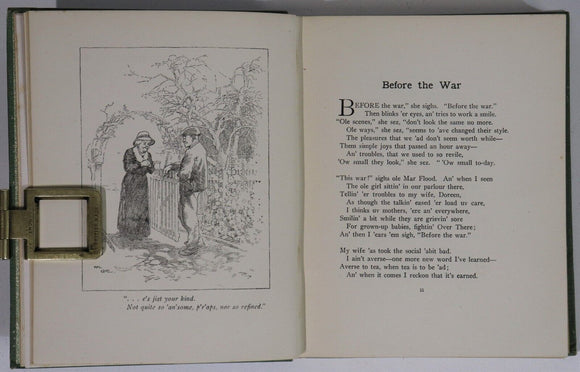 ". . . e's jist your kind.
Not quite so 'an'some, p'r'aps, nor so refined."
Before the War
BEFORE the war," she sighs. "Before the war."
Then blinks 'er eyes, an' tries to work a smile.
"Ole scenes," she sez, "don't look the same no more.
Ole ways," she sez, "seems to 'ave changed their style.
The pleasures that we 'ad don't seem worth while—
Them simple joys that passed an hour away—
An' troubles, that we used to so revile,
'Ow small they look," she sez. "'Ow small to-day.
"This war!" sighs ole Mar Flood. An' when I seen
The ole girl sittin' in our parlour there,
Tellin' 'er troubles to my wife, Doreen,
As though the talkin' eased 'er load uv care,
I thinks uv mothers, 'ere an' everywhere,
Smilin' a bit while they are grievin' sore
For grown-up babies, fightin' Over There;
An' then I 'ears 'em sigh, "Before the war."
My wife 'as took the social 'abit bad.
I ain't averse—one more new word I've learned—
Averse to tea, when tea is to be 'ad;
An' when it comes I reckon that it's earned.
11